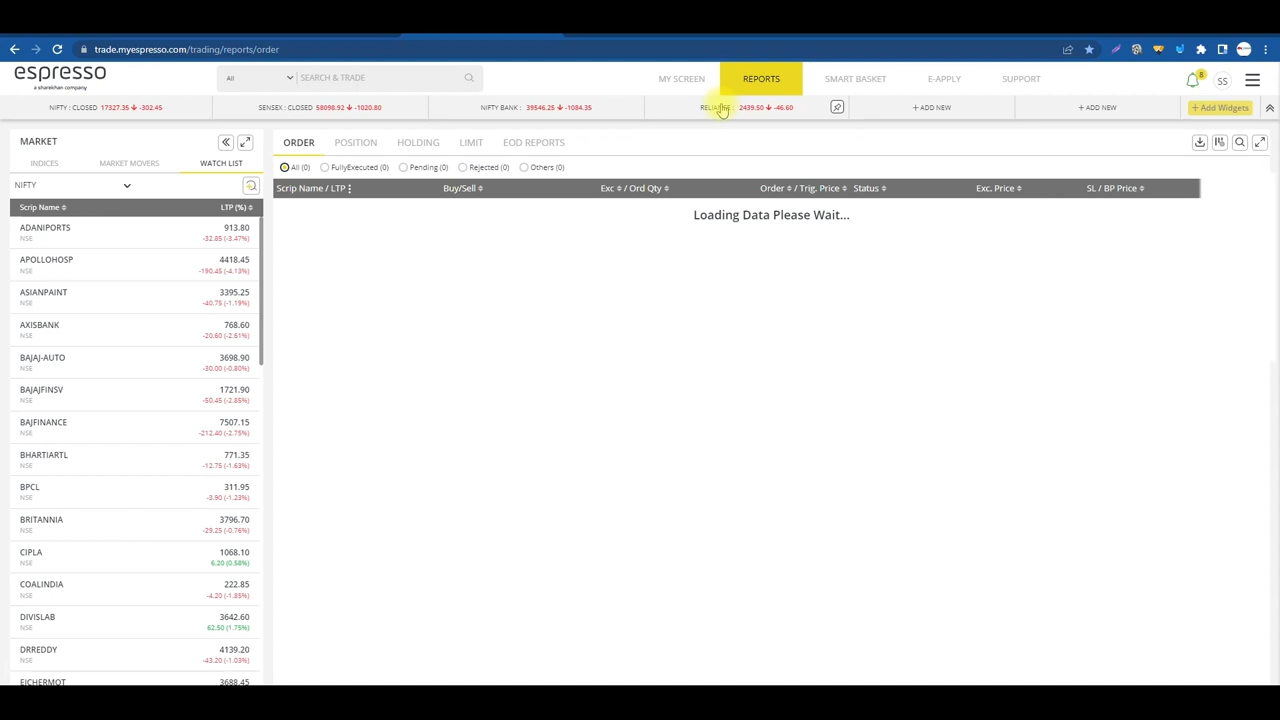 trade.myespresso.com/trading/reports/order
espresso
a sharekhan company
All
SEARCH & TRADE
MY SCREEN
REPORTS
SMART BASKET
E-APPLY
SUPPORT
8
SS
NIFTY : CLOSED 17327.35 -302.45
SENSEX : CLOSED 58098.92 -1020.80
NIFTY BANK : 39546.25 -1084.35
RELIANCE : 2439.50 -46.60
+ ADD NEW
+ ADD NEW
+ Add Widgets
MARKET
INDICES
MARKET MOVERS
WATCH LIST
NIFTY
Scrip Name
LTP (%)
ADANIPORTS 913.80
NSE -32.85 (-3.47%)
APOLLOHOSP 4418.45
NSE -190.45 (-4.13%)
ASIANPAINT 3395.25
NSE -40.75 (-1.19%)
AXISBANK 768.60
NSE -20.60 (-2.61%)
BAJAJ-AUTO 3698.90
NSE -30.00 (-0.80%)
BAJAJFINSV 1721.90
NSE -50.45 (-2.85%)
BAJFINANCE 7507.15
NSE -212.40 (-2.75%)
BHARTIARTL 771.35
NSE -12.75 (-1.63%)
BPCL 311.95
NSE -3.90 (-1.23%)
BRITANNIA 3796.70
NSE -29.25 (-0.76%)
CIPLA 1068.10
NSE 6.20 (0.58%)
COALINDIA 222.85
NSE -4.20 (-1.85%)
DIVISLAB 3642.60
NSE 62.50 (1.75%)
DRREDDY 4139.20
NSE -43.20 (-1.03%)
EICHERMOT 3688.45
ORDER
POSITION
HOLDING
LIMIT
EOD REPORTS
All (0)
FullyExecuted (0)
Pending (0)
Rejected (0)
Others (0)
Scrip Name / LTP
Buy/Sell
Exc / Ord Qty
Order / Trig. Price
Status
Exc. Price
SL / BP Price
Loading Data Please Wait...